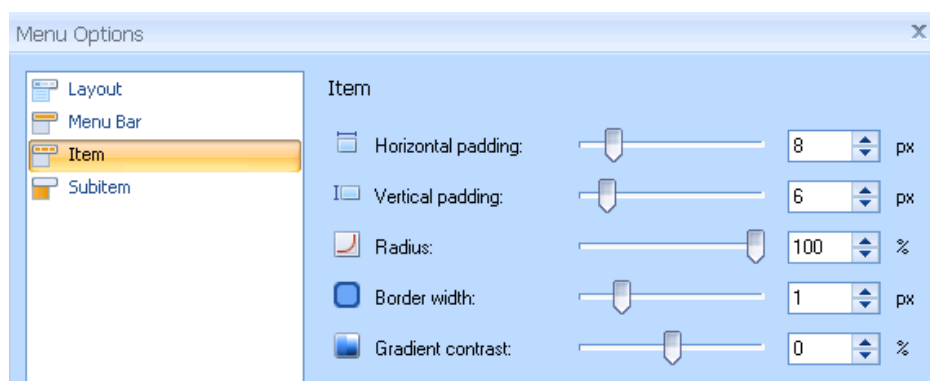 Menu Options
Layout
Menu Bar
Item
Subitem
Item
Horizontal padding: 8 px
Vertical padding: 6 px
Radius: 100 %
Border width: 1 px
Gradient contrast: 0 %